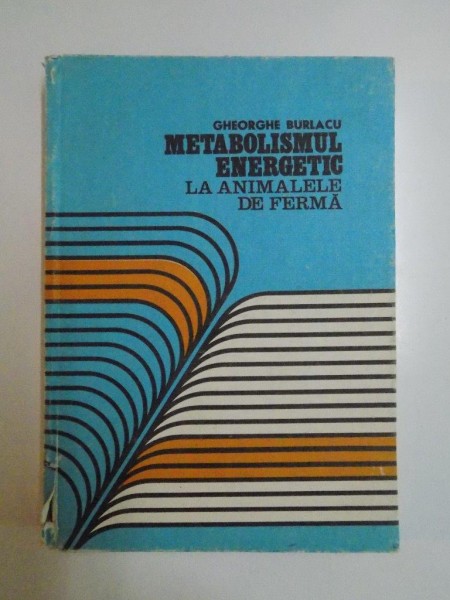 GHEORGHE BURLACU
METABOLISMUL
ENERGETIC
LA ANIMALELE
DE FERMĂ